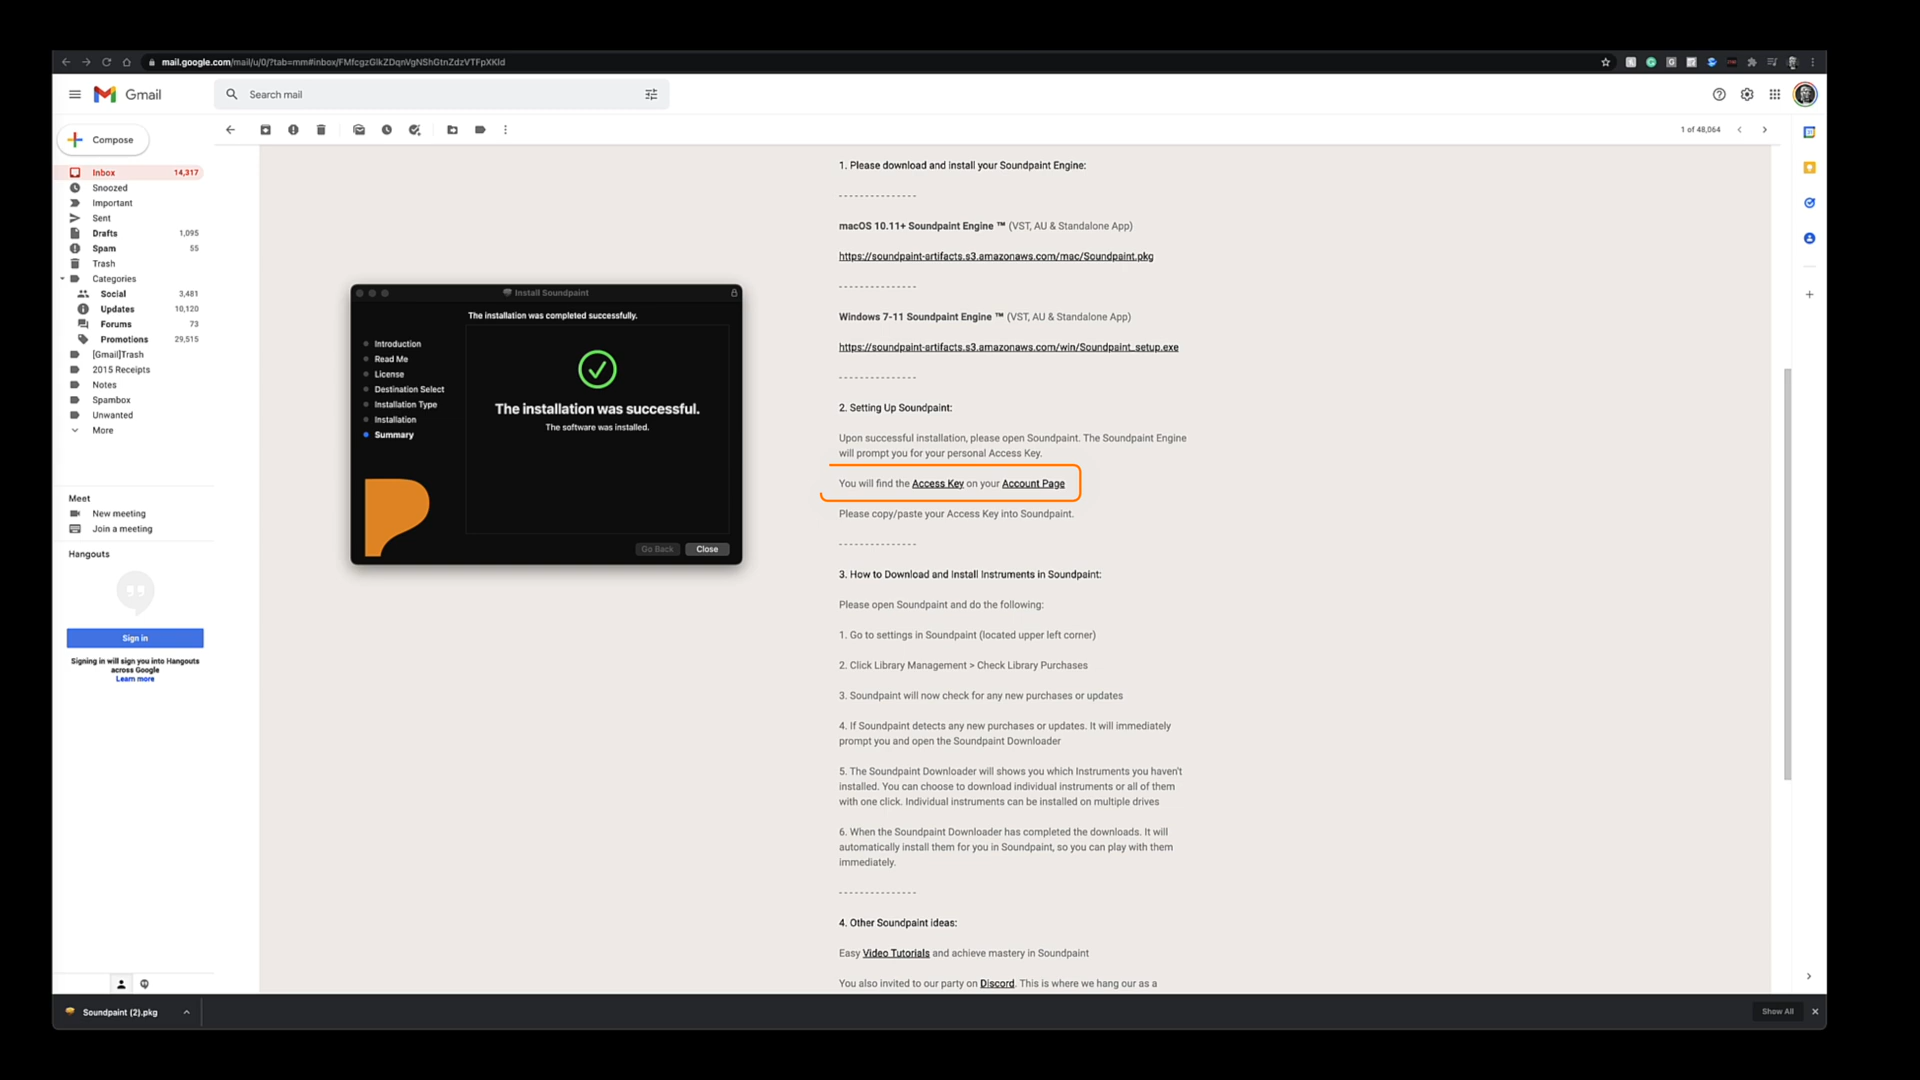 mail.google.com/mail/u/0/?tab=mm#inbox/FMfcgzGlkZDqnVgNShGtnZdzVTFpXKld
Gmail
Search mail
Compose
1 of 48,064
Inbox 14,317
Snoozed
Important
Sent
Drafts 1,095
Spam 55
Trash
Categories
Social 3,481
Updates 10,120
Forums 73
Promotions 29,515
[Gmail]Trash
2015 Receipts
Notes
Spambox
Unwanted
More
Meet
New meeting
Join a meeting
Hangouts
Sign in
Signing in will sign you into Hangouts
across Google
Learn more
Install Soundpaint
The installation was completed successfully.
Introduction
Read Me
License
Destination Select
Installation Type
Installation
Summary
The installation was successful.
The software was installed.
Go Back
Close
1. Please download and install your Soundpaint Engine:
---------------
macOS 10.11+ Soundpaint Engine ™ (VST, AU & Standalone App)
https://soundpaint-artifacts.s3.amazonaws.com/mac/Soundpaint.pkg
---------------
Windows 7-11 Soundpaint Engine ™ (VST, AU & Standalone App)
https://soundpaint-artifacts.s3.amazonaws.com/win/Soundpaint_setup.exe
---------------
2. Setting Up Soundpaint:
Upon successful installation, please open Soundpaint. The Soundpaint Engine
will prompt you for your personal Access Key.
You will find the Access Key on your Account Page
Please copy/paste your Access Key into Soundpaint.
---------------
3. How to Download and Install Instruments in Soundpaint:
Please open Soundpaint and do the following:
1. Go to settings in Soundpaint (located upper left corner)
2. Click Library Management > Check Library Purchases
3. Soundpaint will now check for any new purchases or updates
4. If Soundpaint detects any new purchases or updates. It will immediately
prompt you and open the Soundpaint Downloader
5. The Soundpaint Downloader will shows you which Instruments you haven't
installed. You can choose to download individual instruments or all of them
with one click. Individual instruments can be installed on multiple drives
6. When the Soundpaint Downloader has completed the downloads. It will
automatically install them for you in Soundpaint, so you can play with them
immediately.
---------------
4. Other Soundpaint ideas:
Easy Video Tutorials and achieve mastery in Soundpaint
You also invited to our party on Discord. This is where we hang our as a
Soundpaint (2).pkg
Show All